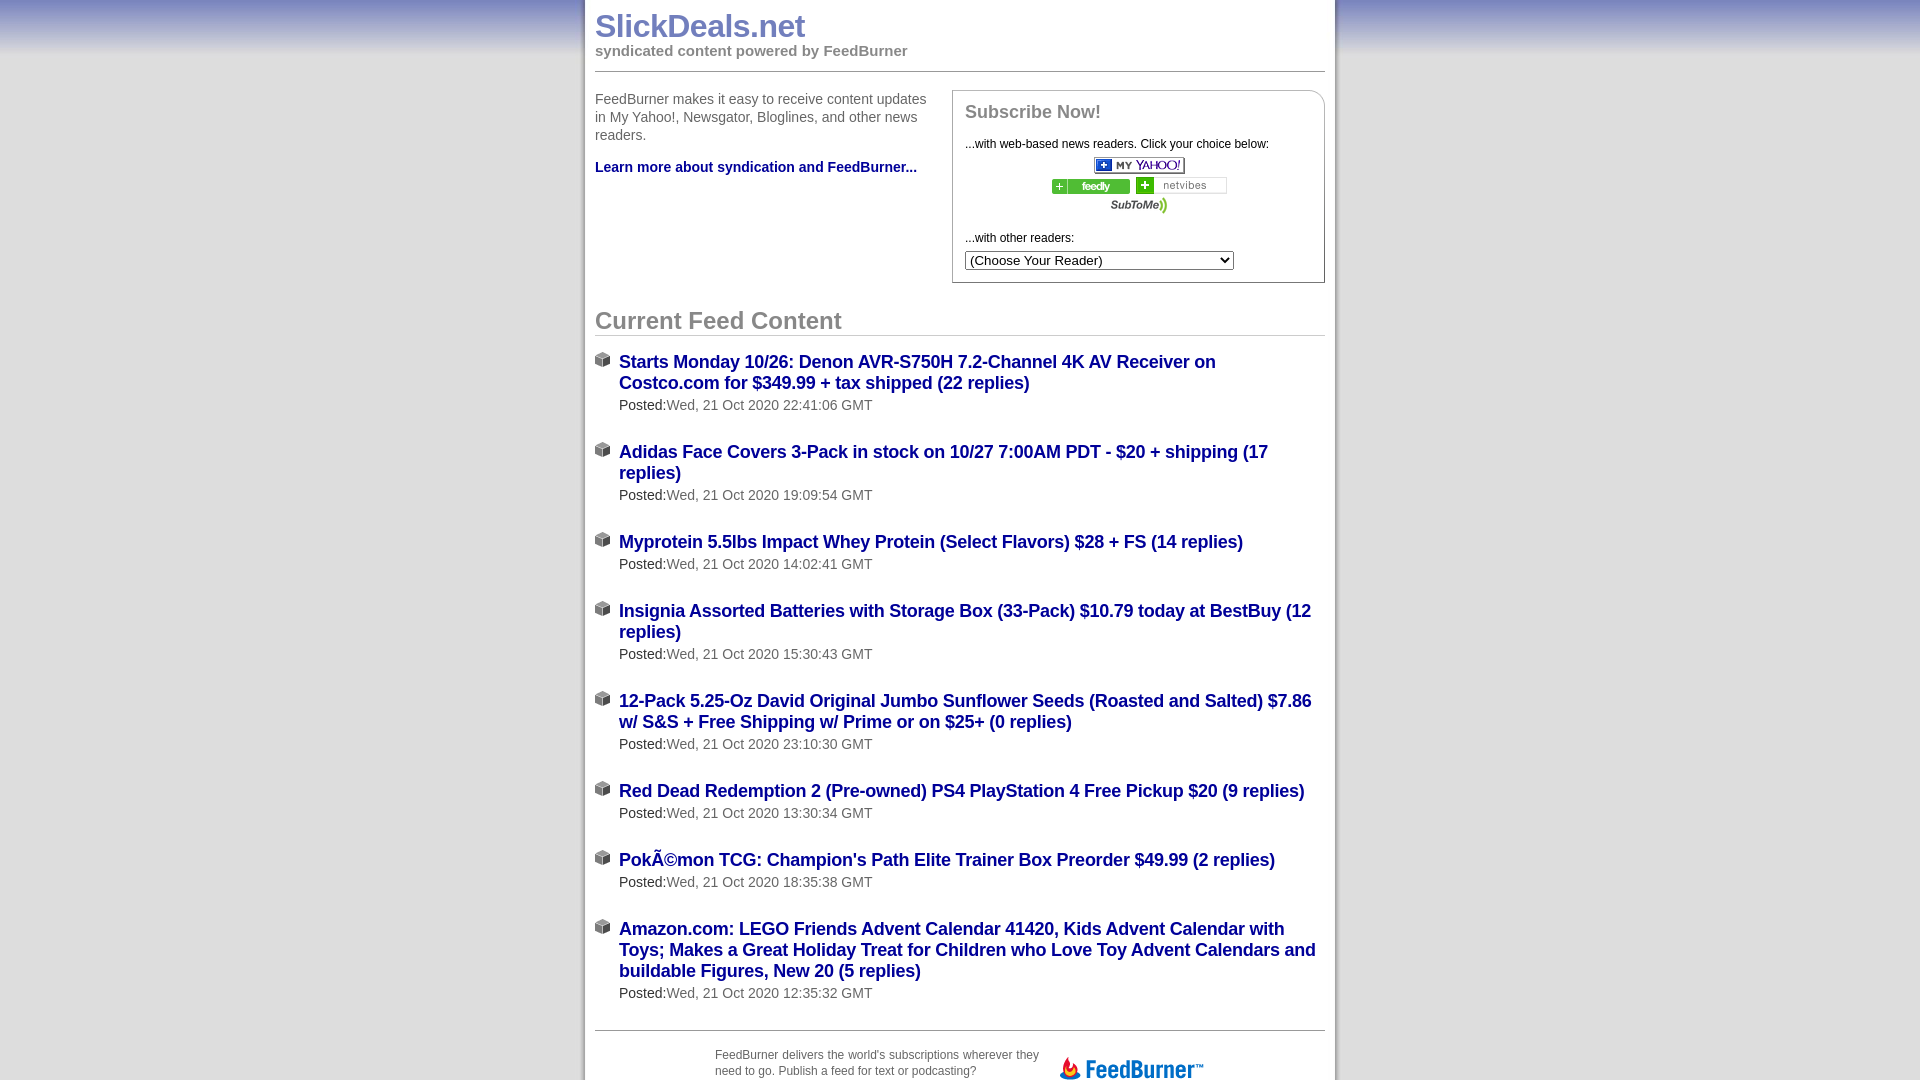 SlickDeals.net
syndicated content powered by FeedBurner
FeedBurner makes it easy to receive content updates
in My Yahoo!, Newsgator, Bloglines, and other news
readers.
Learn more about syndication and FeedBurner...
Subscribe Now!
...with web-based news readers. Click your choice below:
MY YAHOO!
feedly
netvibes
SubToMe
...with other readers:
(Choose Your Reader)
Current Feed Content
Starts Monday 10/26: Denon AVR-S750H 7.2-Channel 4K AV Receiver on
Costco.com for $349.99 + tax shipped (22 replies)
Posted:Wed, 21 Oct 2020 22:41:06 GMT
Adidas Face Covers 3-Pack in stock on 10/27 7:00AM PDT - $20 + shipping (17
replies)
Posted:Wed, 21 Oct 2020 19:09:54 GMT
Myprotein 5.5lbs Impact Whey Protein (Select Flavors) $28 + FS (14 replies)
Posted:Wed, 21 Oct 2020 14:02:41 GMT
Insignia Assorted Batteries with Storage Box (33-Pack) $10.79 today at BestBuy (12
replies)
Posted:Wed, 21 Oct 2020 15:30:43 GMT
12-Pack 5.25-Oz David Original Jumbo Sunflower Seeds (Roasted and Salted) $7.86
w/ S&S + Free Shipping w/ Prime or on $25+ (0 replies)
Posted:Wed, 21 Oct 2020 23:10:30 GMT
Red Dead Redemption 2 (Pre-owned) PS4 PlayStation 4 Free Pickup $20 (9 replies)
Posted:Wed, 21 Oct 2020 13:30:34 GMT
PokÃ©mon TCG: Champion's Path Elite Trainer Box Preorder $49.99 (2 replies)
Posted:Wed, 21 Oct 2020 18:35:38 GMT
Amazon.com: LEGO Friends Advent Calendar 41420, Kids Advent Calendar with
Toys; Makes a Great Holiday Treat for Children who Love Toy Advent Calendars and
buildable Figures, New 20 (5 replies)
Posted:Wed, 21 Oct 2020 12:35:32 GMT
FeedBurner delivers the world's subscriptions wherever they
need to go. Publish a feed for text or podcasting?
FeedBurner™